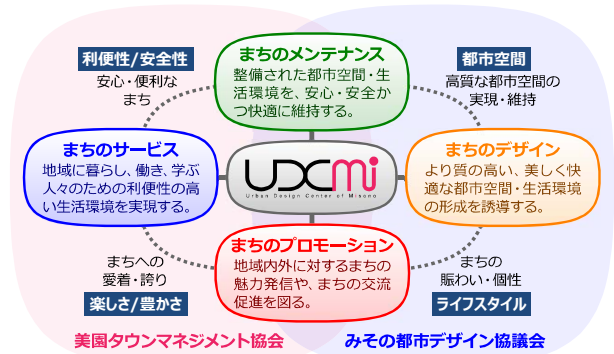 利便性/安全性
安心・便利な
まち
まちのメンテナンス
整備された都市空間・生
活環境を、安心・安全か
つ快適に維持する。
都市空間
高質な都市空間の
実現・維持
まちのサービス
地域に暮らし、働き、学ぶ
人々のための利便性の高
い生活環境を実現する。
UDCMi
Urban Design Center of Misono
まちのデザイン
より質の高い、美しく快
適な都市空間・生活環境
の形成を誘導する。
まちのプロモーション
地域内外に対するまちの
魅力発信や、まちの交流
促進を図る。
まちへの
愛着・誇り
楽しさ/豊かさ
まちの
賑わい・個性
ライフスタイル
美園タウンマネジメント協会
みその都市デザイン協議会